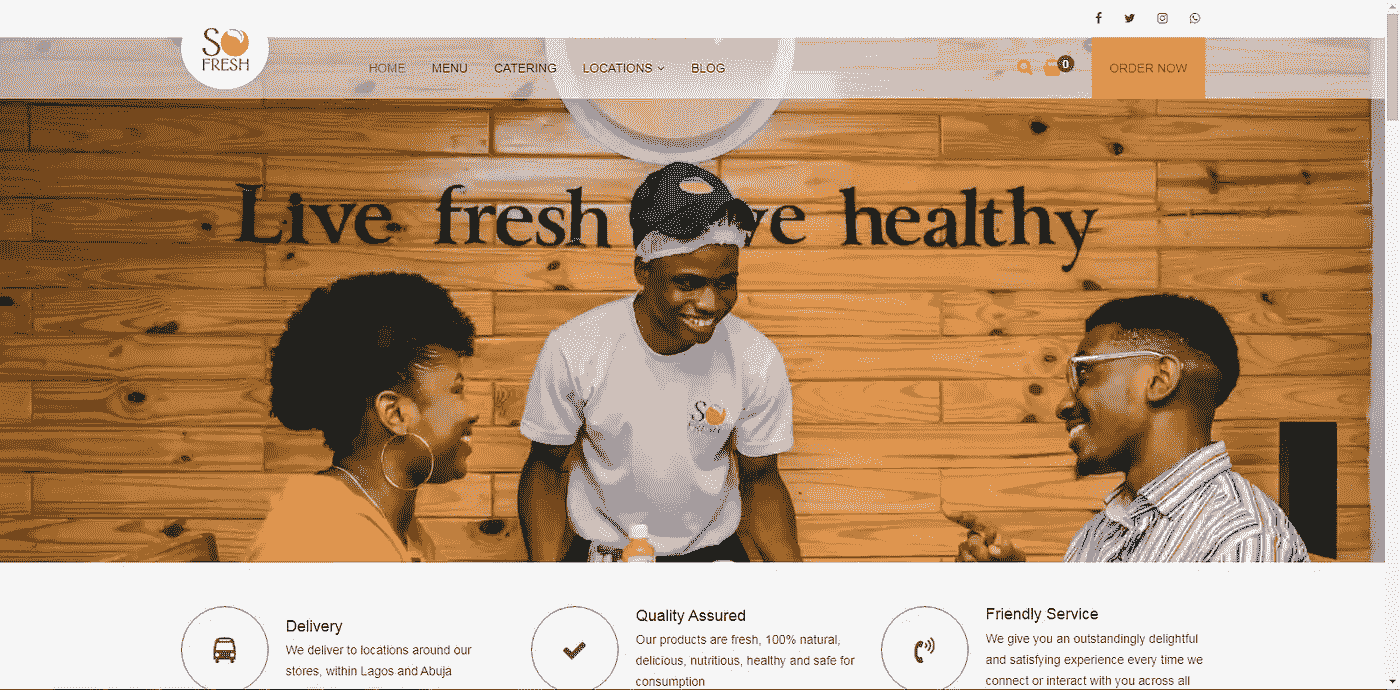 SO
FRESH
HOME
MENU
CATERING
LOCATIONS
BLOG
0
ORDER NOW
Live fresh ve healthy
SO
FRESH
Delivery
We deliver to locations around our
stores, within Lagos and Abuja
Quality Assured
Our products are fresh, 100% natural,
delicious, nutritious, healthy and safe for
consumption
Friendly Service
We give you an outstandingly delightful
and satisfying experience every time we
connect or interact with you across all